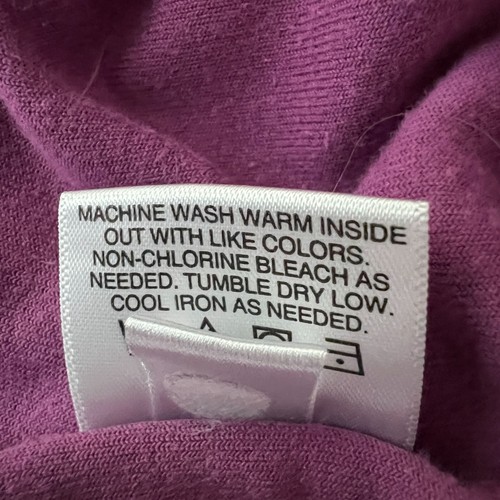 MACHINE WASH WARM INSIDE
OUT WITH LIKE COLORS.
NON-CHLORINE BLEACH AS
NEEDED. TUMBLE DRY LOW.
COOL IRON AS NEEDED.